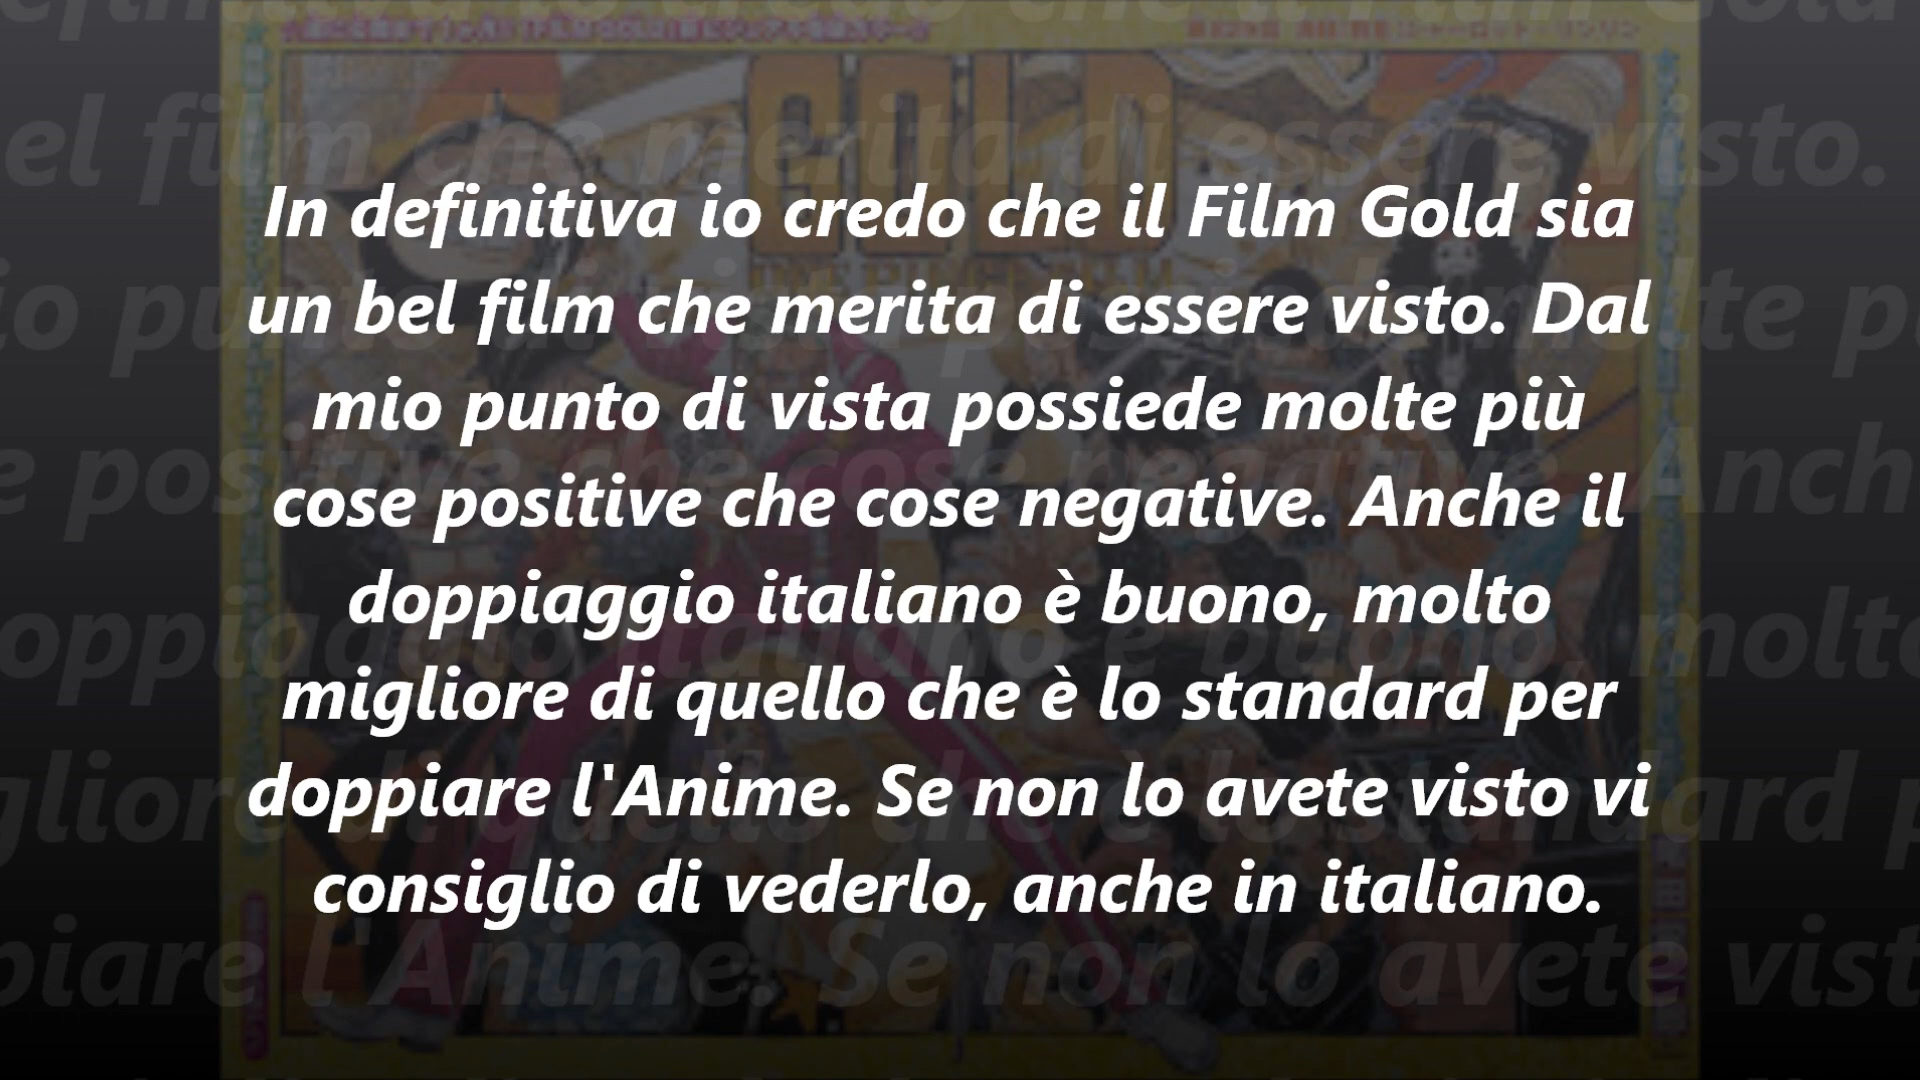 In definitiva io credo che il Film Gold sia
un bel film che merita di essere visto. Dal
mio punto di vista possiede molte più
cose positive che cose negative. Anche il
doppiaggio italiano è buono, molto
migliore di quello che è lo standard per
doppiare l'Anime. Se non lo avete visto vi
consiglio di vederlo, anche in italiano.
GOLD